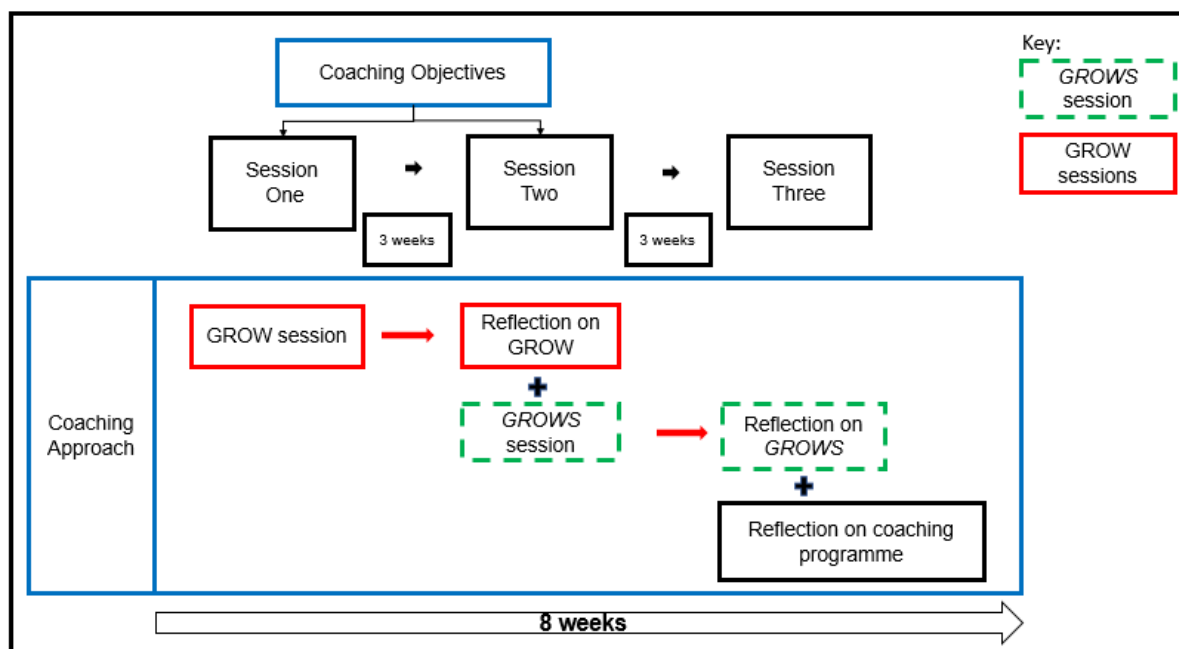 Key:
Coaching Objectives
GROWS
session
GROW
sessions
Session
One
Session
Two
Session
Three
3 weeks
3 weeks
Coaching
Approach
GROW session
Reflection on
GROW
GROWS
session
Reflection on
GROWS
Reflection on coaching
programme
8 weeks